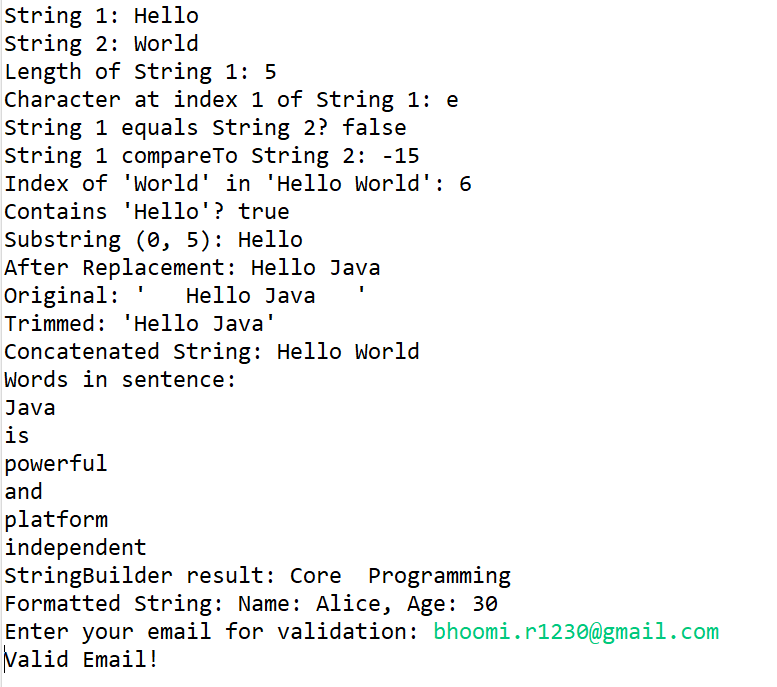 String 1: Hello
String 2: World
Length of String 1: 5
Character at index 1 of String 1: e
String 1 equals String 2? false
String 1 compareTo String 2: -15
Index of 'World' in 'Hello World': 6
Contains 'Hello'? true
Substring (0, 5): Hello
After Replacement: Hello Java
Original: '   Hello Java   '
Trimmed: 'Hello Java'
Concatenated String: Hello World
Words in sentence:
Java
is
powerful
and
platform
independent
StringBuilder result: Core  Programming
Formatted String: Name: Alice, Age: 30
Enter your email for validation: bhoomi.r1230@gmail.com
Valid Email!